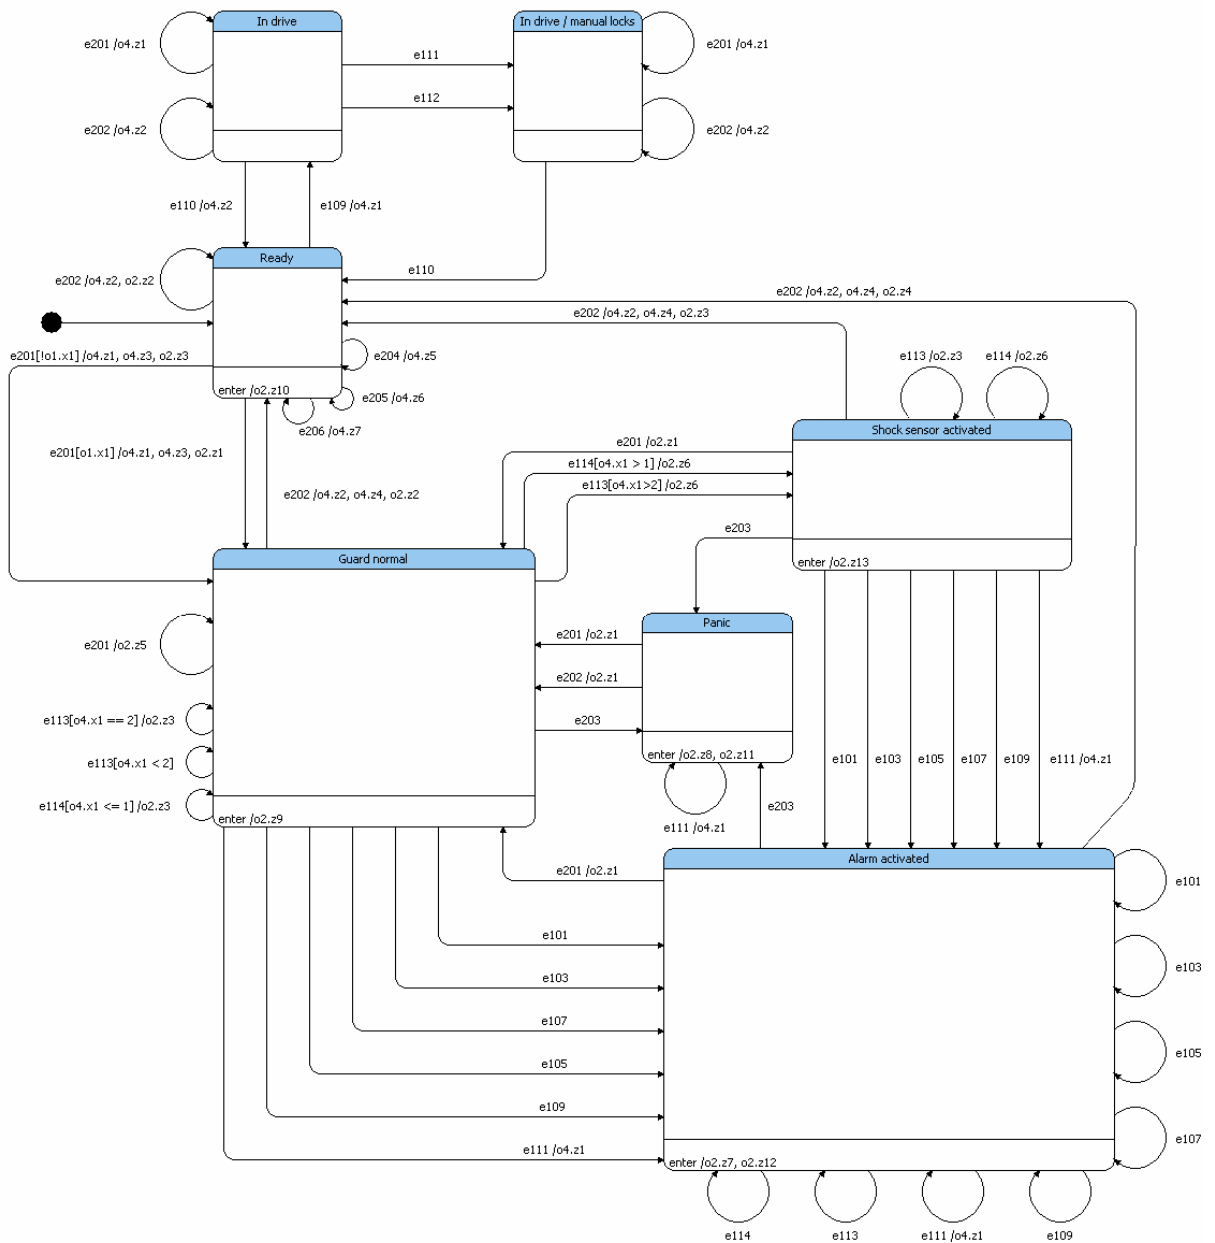 In drive
In drive / manual locks
e201 /o4.z1
e111
e201 /o4.z1
e112
e202 /o4.z2
e202 /o4.z2
e110 /o4.z2
e109 /o4.z1
Ready
e110
e202 /o4.z2, o2.z2
e202 /o4.z2, o4.z4, o2.z4
e202 /o4.z2, o4.z4, o2.z3
e201[!o1.x1] /o4.z1, o4.z3, o2.z3
e204 /o4.z5
e113 /o2.z3
e114 /o2.z6
enter /o2.z10
e205 /o4.z6
e206 /o4.z7
Shock sensor activated
e201[o1.x1] /o4.z1, o4.z3, o2.z1
e201 /o2.z1
e114[o4.x1 > 1] /o2.z6
e113[o4.x1>2] /o2.z6
e202 /o4.z2, o4.z4, o2.z2
e203
Guard normal
enter /o2.z13
Panic
e201 /o2.z5
e201 /o2.z1
e202 /o2.z1
e113[o4.x1 == 2] /o2.z3
e203
enter /o2.z8, o2.z11
e113[o4.x1 < 2]
e101
e103
e105
e107
e109
e111 /o4.z1
e114[o4.x1 <= 1] /o2.z3
e203
enter /o2.z9
e111 /o4.z1
Alarm activated
e201 /o2.z1
e101
e101
e103
e103
e107
e105
e105
e109
e107
e111 /o4.z1
enter /o2.z7, o2.z12
e114
e113
e111 /o4.z1
e109